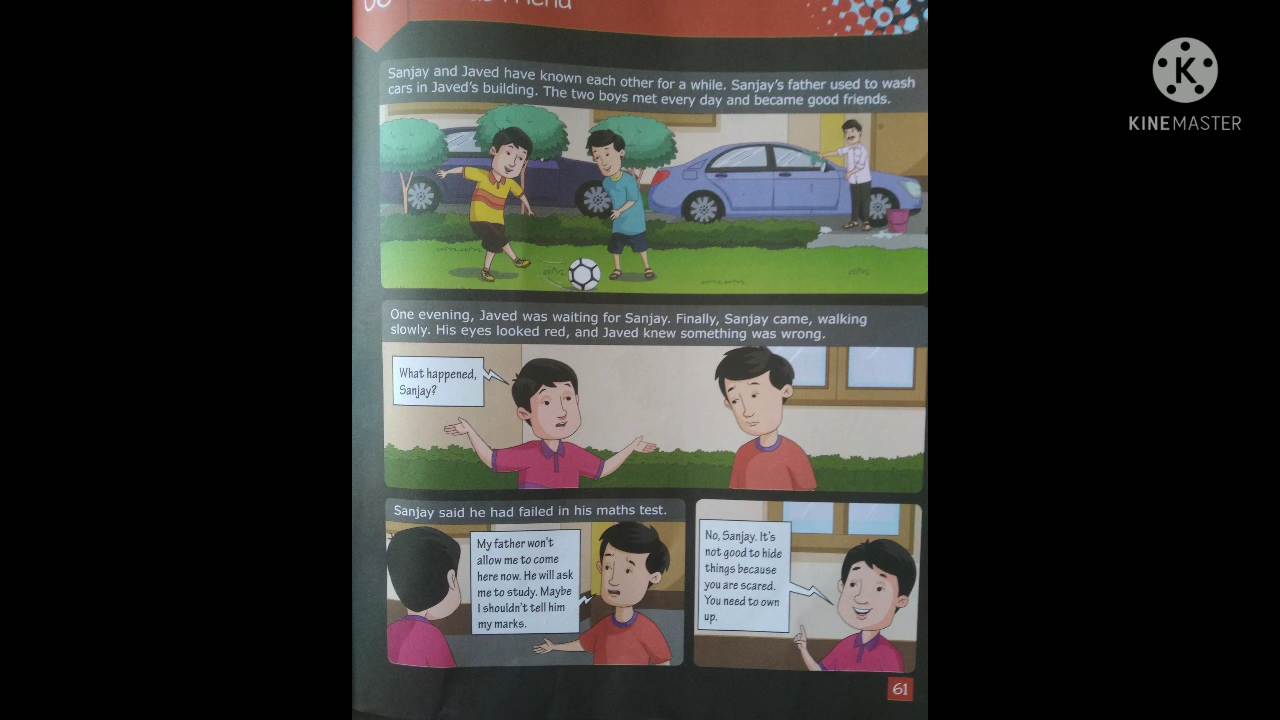 Friend
Sanjay and Javed have known each other for a while. Sanjay's father used to wash
cars in Javed's building. The two boys met every day and became good friends.
One evening, Javed was waiting for Sanjay. Finally, Sanjay came, walking
slowly. His eyes looked red, and Javed knew something was wrong.
What happened,
Sanjay?
Sanjay said he had failed in his maths test.
My father won't
allow me to come
here now. He will ask
me to study. Maybe
I shouldn't tell him
my marks.
No, Sanjay. It's
not good to hide
things because
you are scared.
You need to own
up.
61
K
KINEMASTER